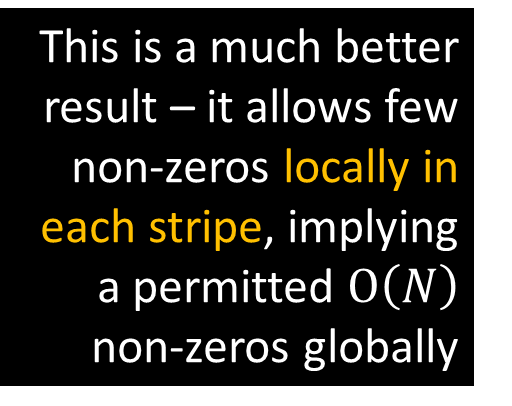 This is a much better
result – it allows few
non-zeros locally in
each stripe, implying
a permitted O(N)
non-zeros globally